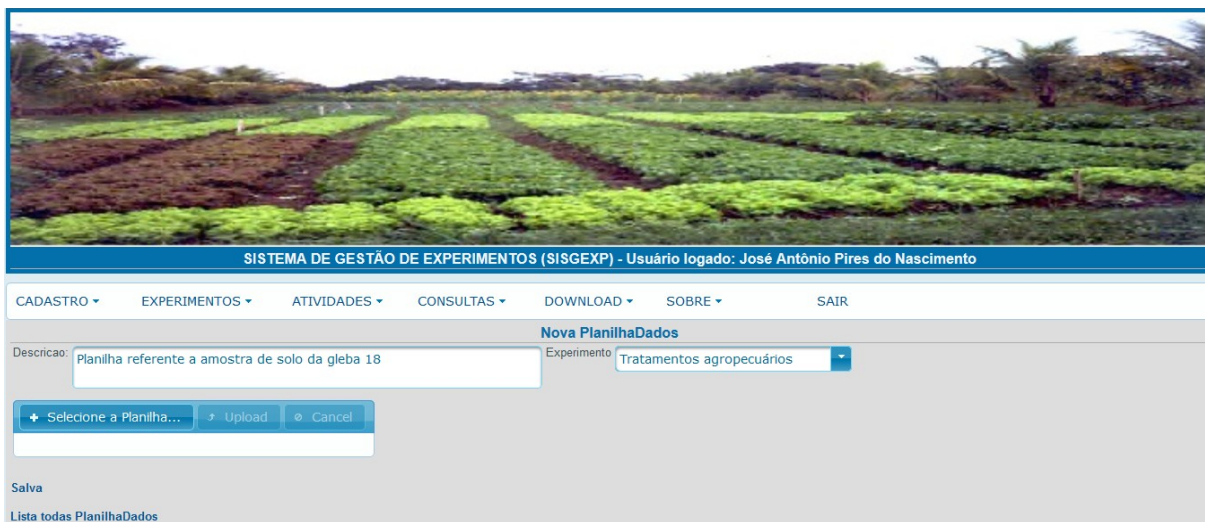 SISTEMA DE GESTÃO DE EXPERIMENTOS (SISGEXP) - Usuário logado: José Antônio Pires do Nascimento
CADASTRO EXPERIMENTOS ATIVIDADES CONSULTAS DOWNLOAD SOBRE SAIR
Nova PlanilhaDados
Descricao: Planilha referente a amostra de solo da gleba 18 Experimento Tratamentos agropecuários
Selecione a Planilha... Upload Cancel
Salva
Lista todas PlanilhaDados